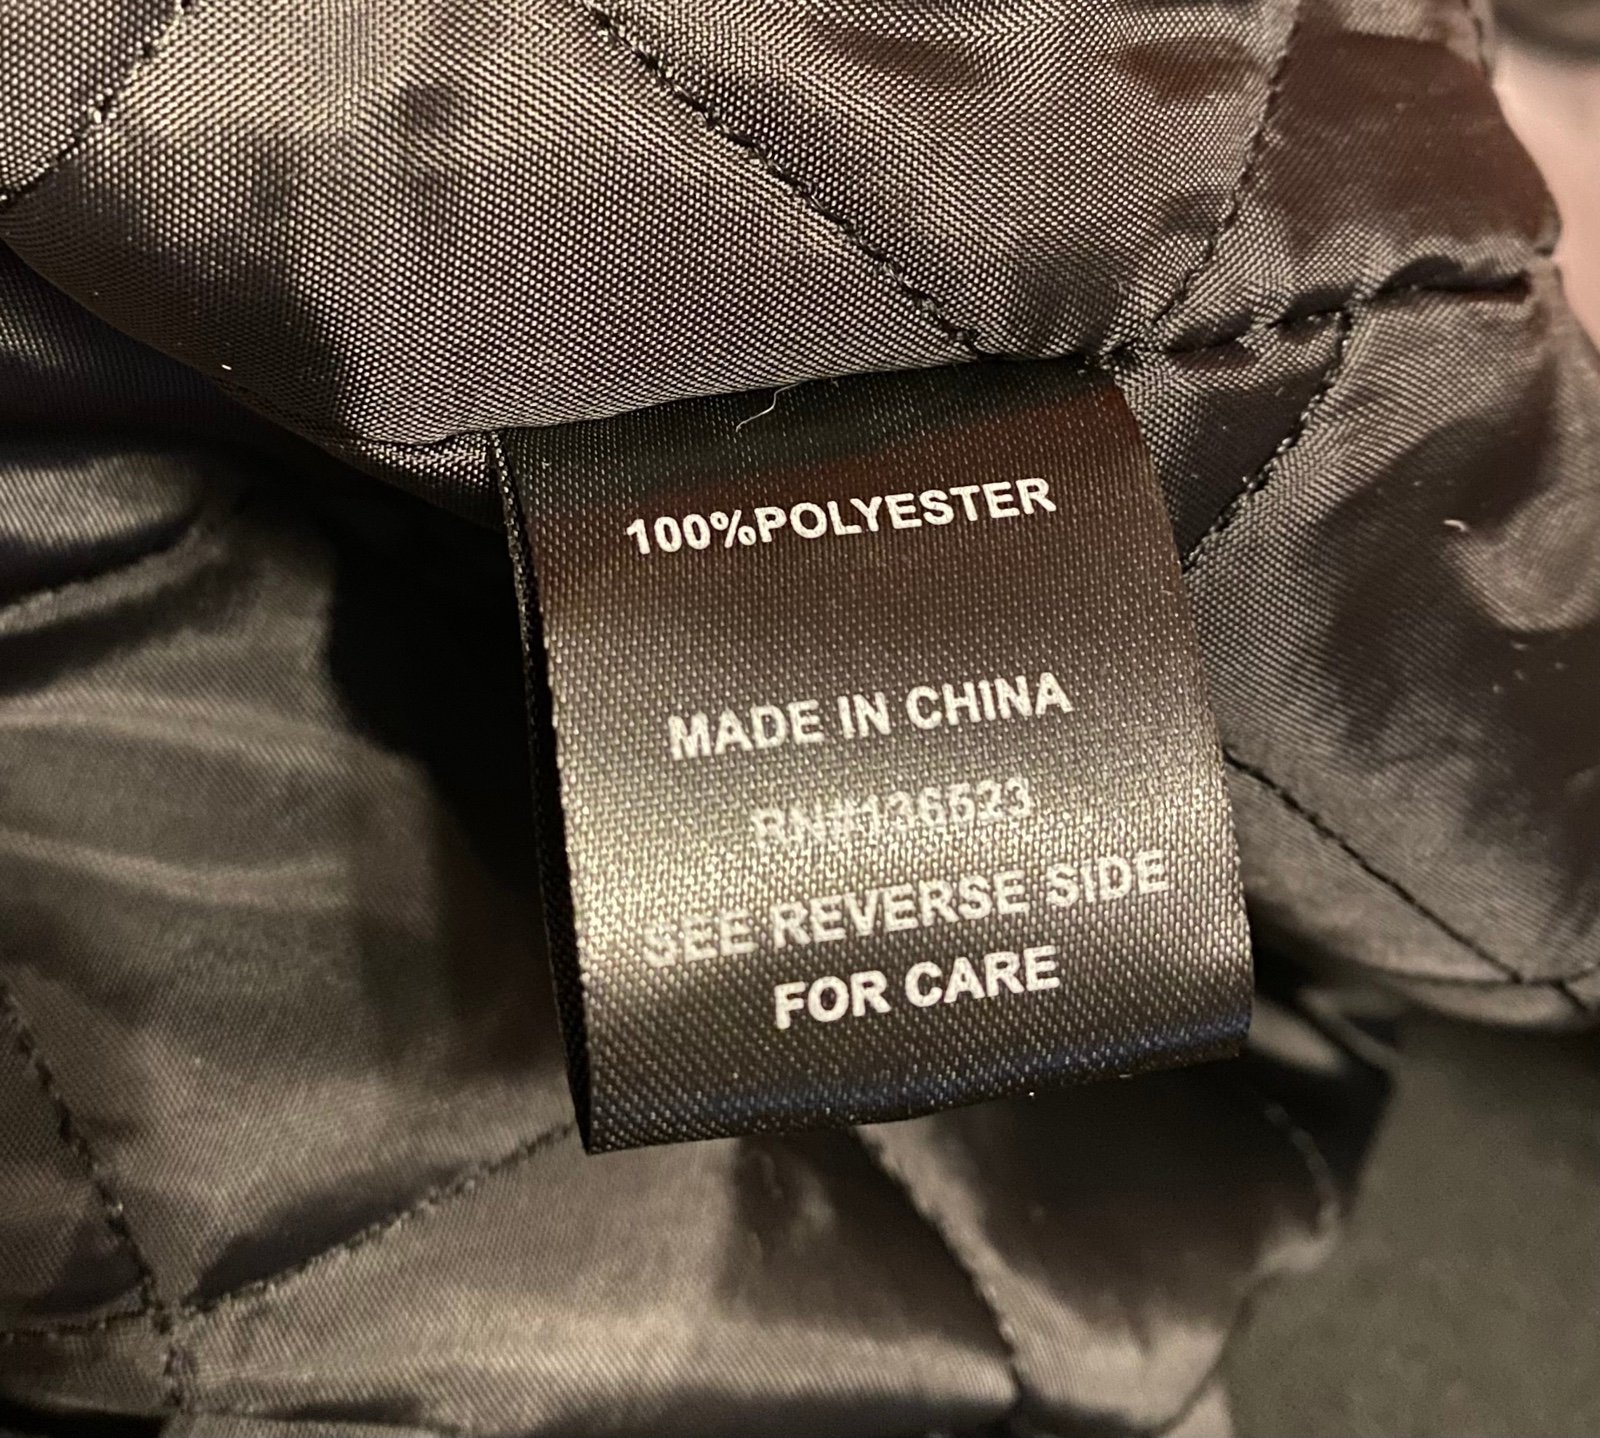 100%POLYESTER
MADE IN CHINA
RN#136523
SEE REVERSE SIDE
FOR CARE